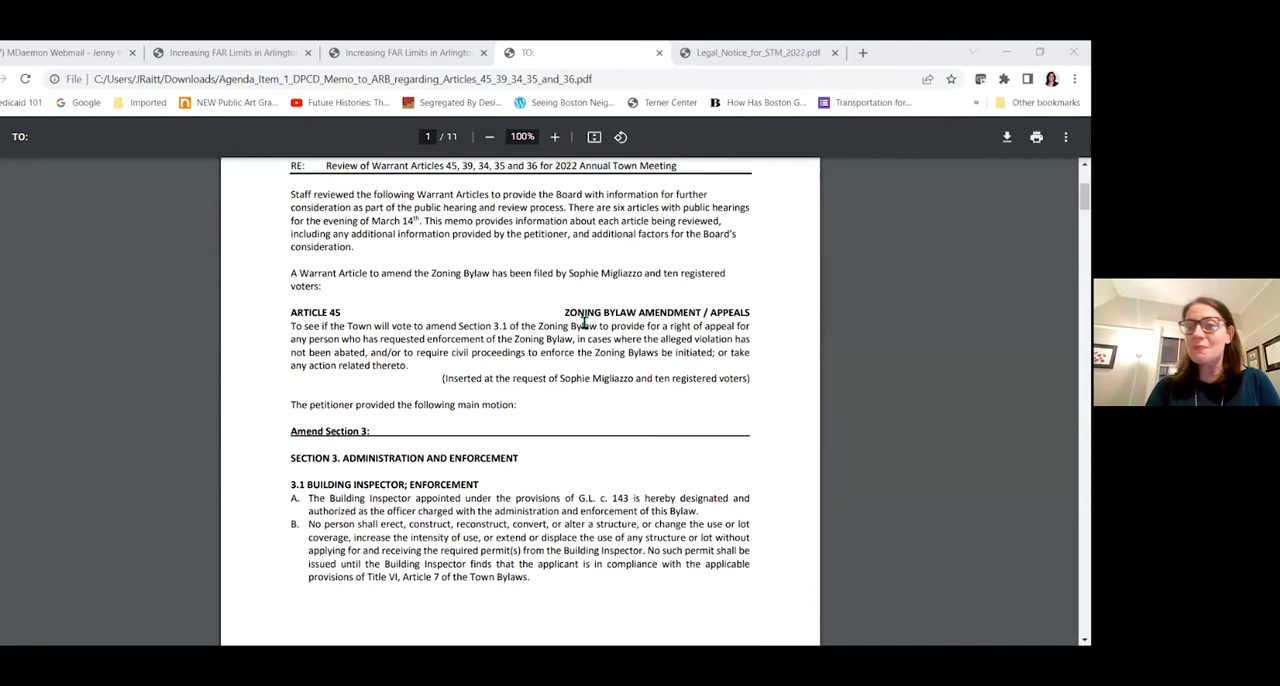 MDaemon Webmail - Jenny-
Increasing FAR Limits in Arlingto
Increasing FAR Limits in Arlingto
TO:
Legal_Notice_for_STM_2022.pdf
File | C:/Users/JRaitt/Downloads/Agenda_Item_1_DPCD_Memo_to_ARB_regarding_Articles_45,39,34,35_and_36.pdf
edicaid 101
Google
Imported
NEW Public Art Gra...
Future Histories: Th...
Segregated By Desi...
Seeing Boston Neig...
Terner Center
How Has Boston G...
Transportation for...
Other bookmarks
TO:
1 / 11
100%
RE: Review of Warrant Articles 45, 39, 34, 35 and 36 for 2022 Annual Town Meeting
Staff reviewed the following Warrant Articles to provide the Board with information for further
consideration as part of the public hearing and review process. There are six articles with public hearings
for the evening of March 14th. This memo provides information about each article being reviewed,
including any additional information provided by the petitioner, and additional factors for the Board's
consideration.
A Warrant Article to amend the Zoning Bylaw has been filed by Sophie Migliazzo and ten registered
voters:
ARTICLE 45 ZONING BYLAW AMENDMENT / APPEALS
To see if the Town will vote to amend Section 3.1 of the Zoning Bylaw to provide for a right of appeal for
any person who has requested enforcement of the Zoning Bylaw, in cases where the alleged violation has
not been abated, and/or to require civil proceedings to enforce the Zoning Bylaws be initiated; or take
any action related thereto.
(Inserted at the request of Sophie Migliazzo and ten registered voters)
The petitioner provided the following main motion:
Amend Section 3:
SECTION 3. ADMINISTRATION AND ENFORCEMENT
3.1 BUILDING INSPECTOR; ENFORCEMENT
A. The Building Inspector appointed under the provisions of G.L. c. 143 is hereby designated and
authorized as the officer charged with the administration and enforcement of this Bylaw.
B. No person shall erect, construct, reconstruct, convert, or alter a structure, or change the use or lot
coverage, increase the intensity of use, or extend or displace the use of any structure or lot without
applying for and receiving the required permit(s) from the Building Inspector. No such permit shall be
issued until the Building Inspector finds that the applicant is in compliance with the applicable
provisions of Title VI, Article 7 of the Town Bylaws.